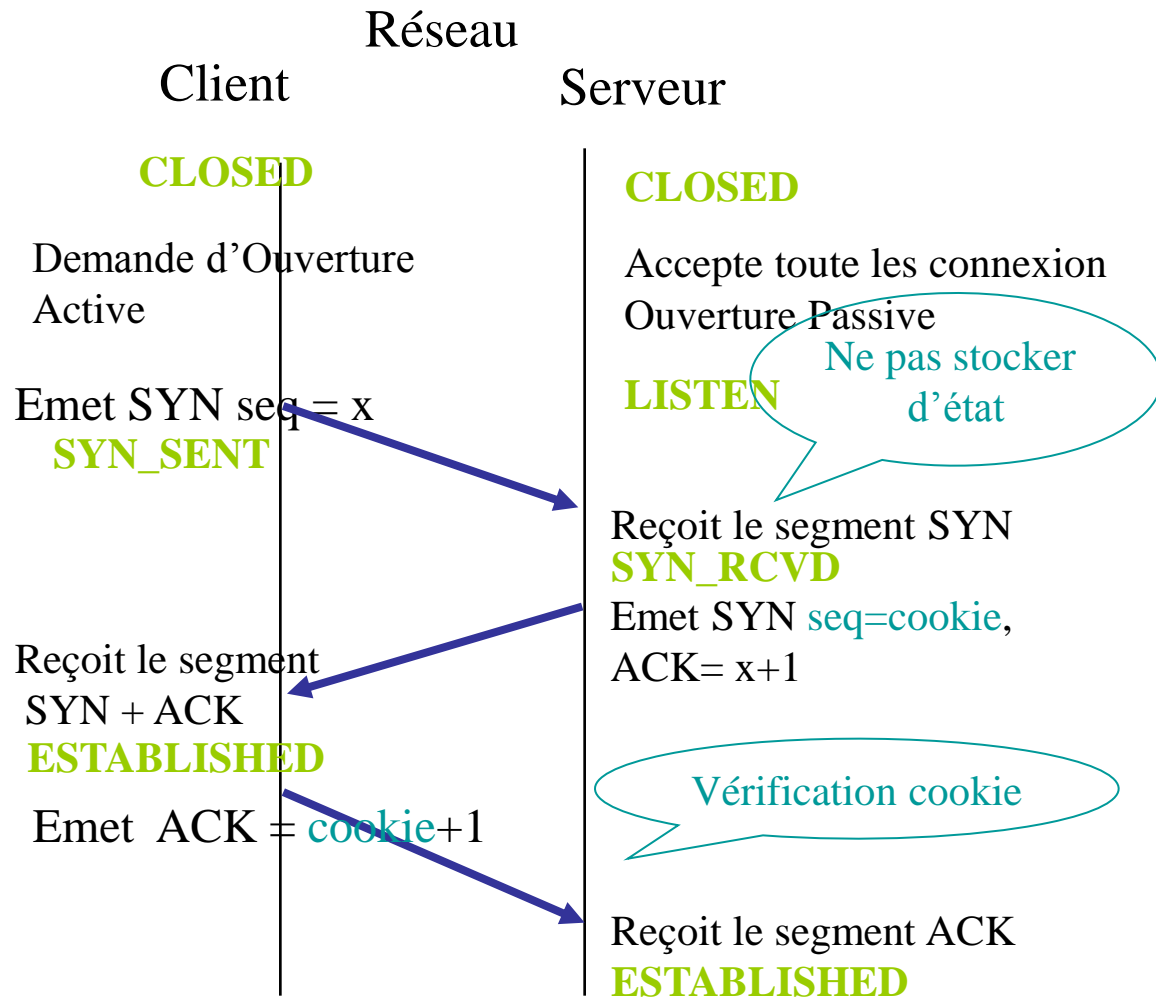 Réseau
Client
Serveur
CLOSED
CLOSED
Demande d'Ouverture
Active
Accepte toute les connexion
Ouverture Passive
Ne pas stocker
d'état
LISTEN
Emet SYN seq = x
SYN_SENT
Reçoit le segment SYN
SYN_RCVD
Emet SYN seq=cookie,
ACK= x+1
Reçoit le segment
SYN + ACK
ESTABLISHED
Vérification cookie
Emet ACK = cookie+1
Reçoit le segment ACK
ESTABLISHED